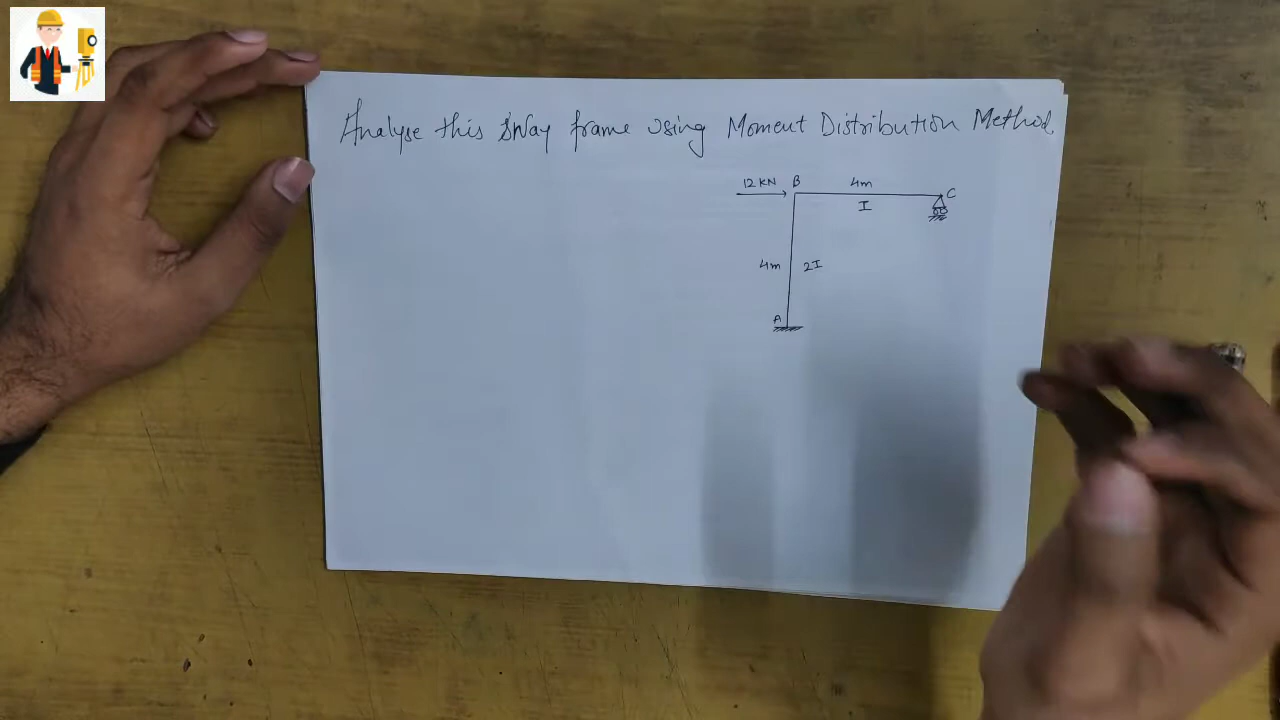 Analyse this sway frame using Moment Distribution Method.
12 KN B 4m C
I
4m 2I
A